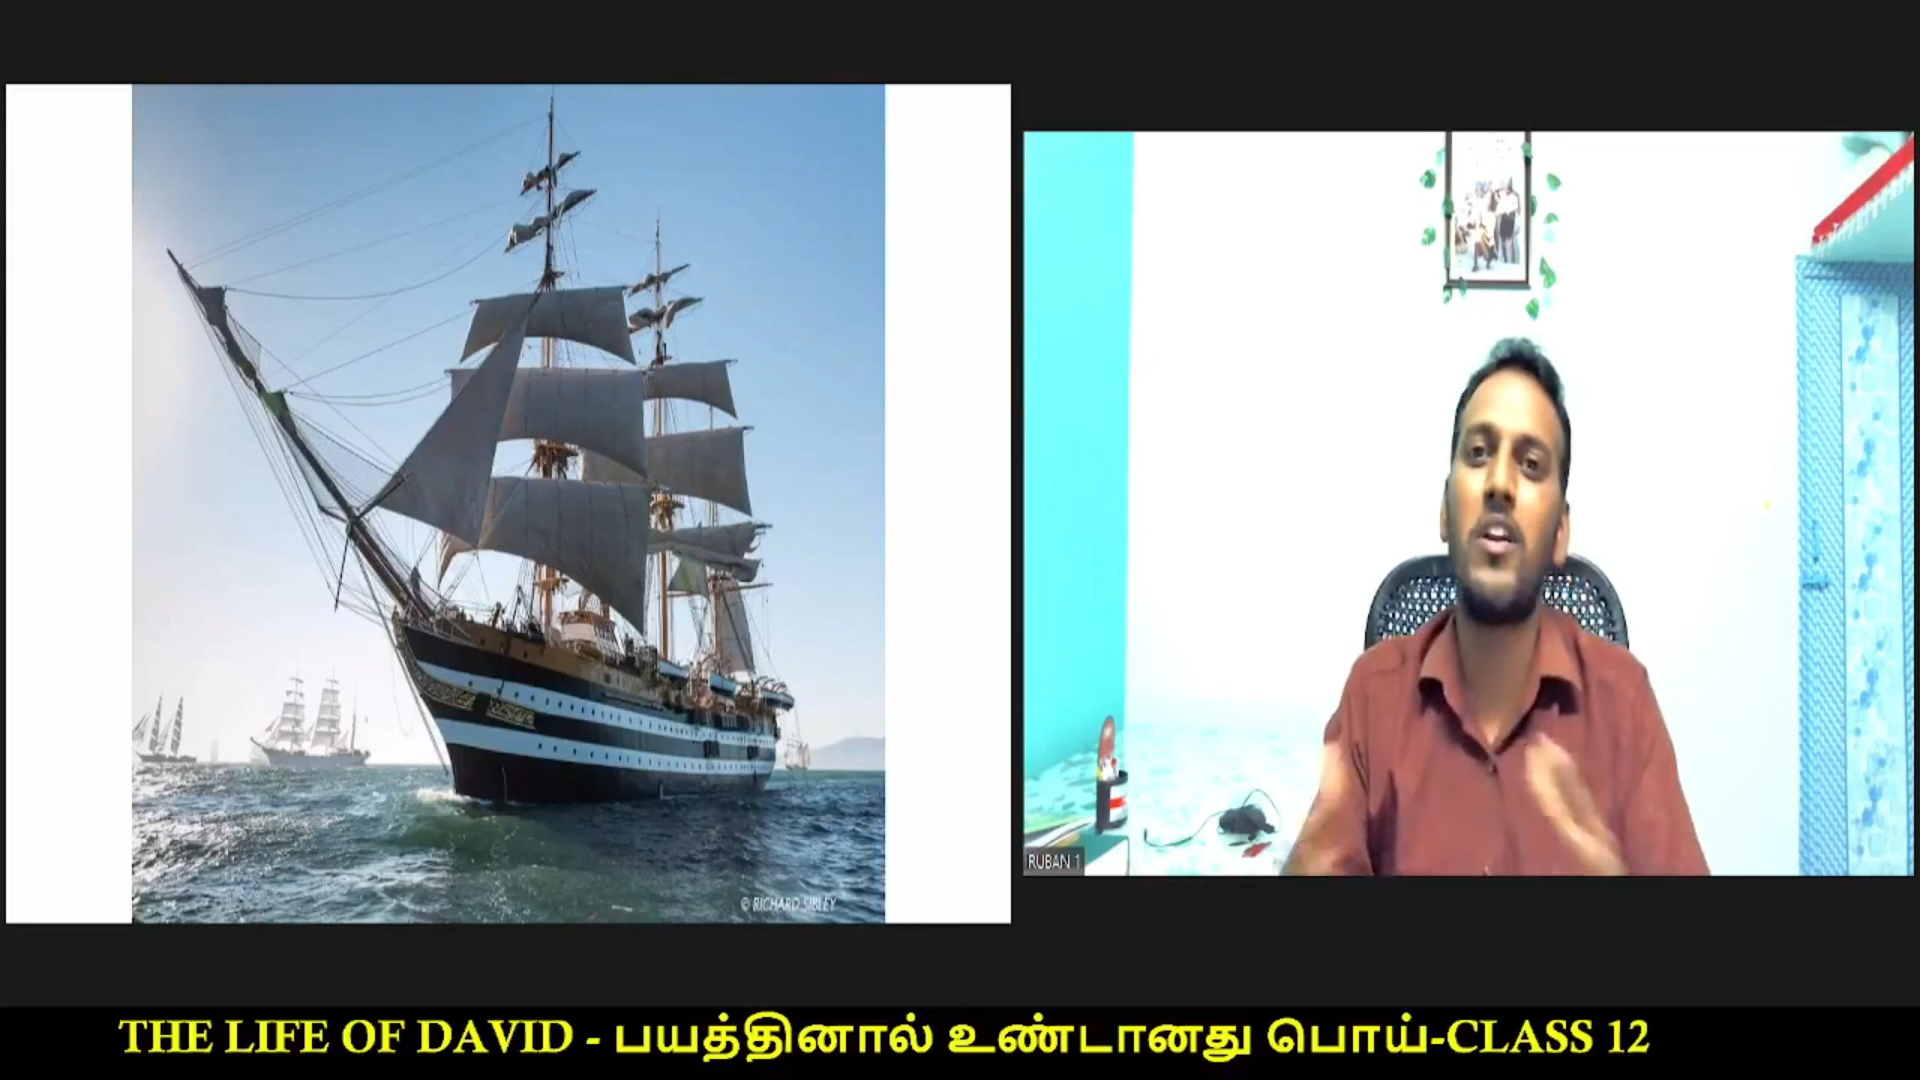 © RICHARD SIBLEY
RUBAN 1
THE LIFE OF DAVID - பயத்தினால் உண்டானது பொய்-CLASS 12